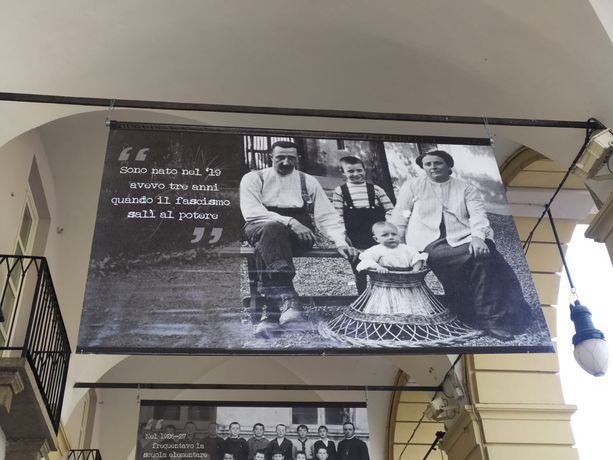 “
Sono nato nel '19
avevo tre anni
quando il fascismo
salì al potere
”
“
Nel 1926-27
frequentavo la
scuola elementare